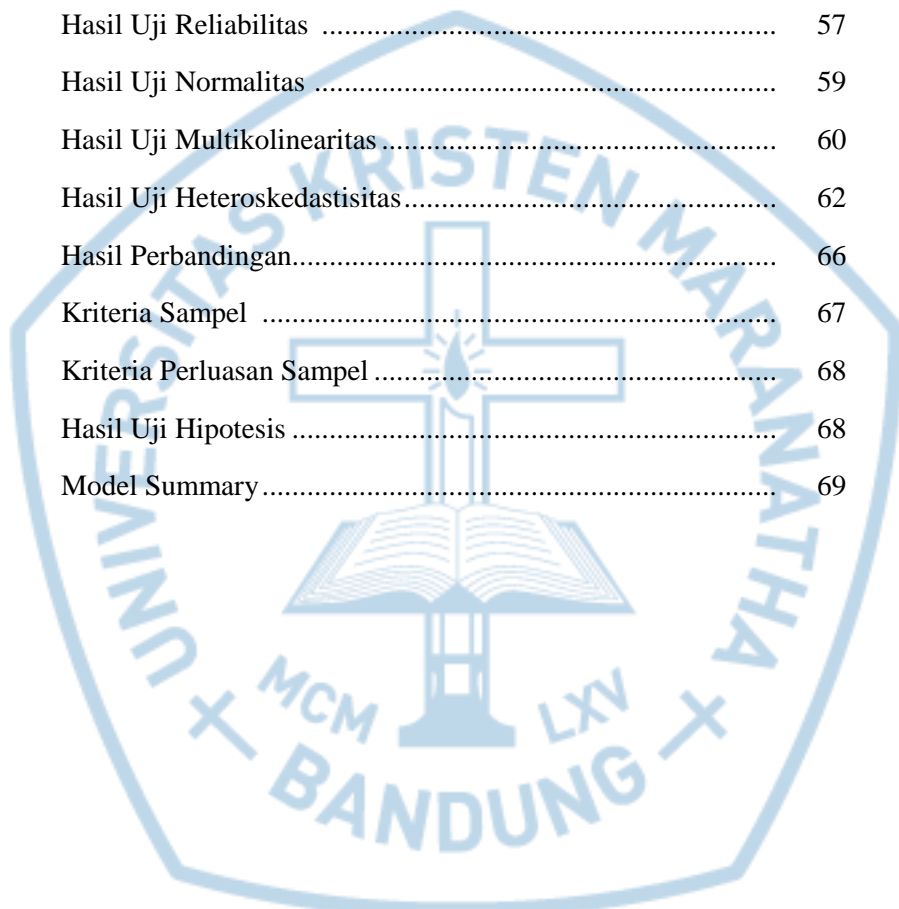 Hasil Uji Reliabilitas ................................................................ 57
Hasil Uji Normalitas ................................................................. 59
Hasil Uji Multikolinearitas ........................................................ 60
Hasil Uji Heteroskedastisitas ..................................................... 62
Hasil Perbandingan.................................................................... 66
Kriteria Sampel ........................................................................ 67
Kriteria Perluasan Sampel ......................................................... 68
Hasil Uji Hipotesis .................................................................... 68
Model Summary ........................................................................ 69
UNIVERSITAS KRISTEN MARANATHA
MCM LXV
BANDUNG